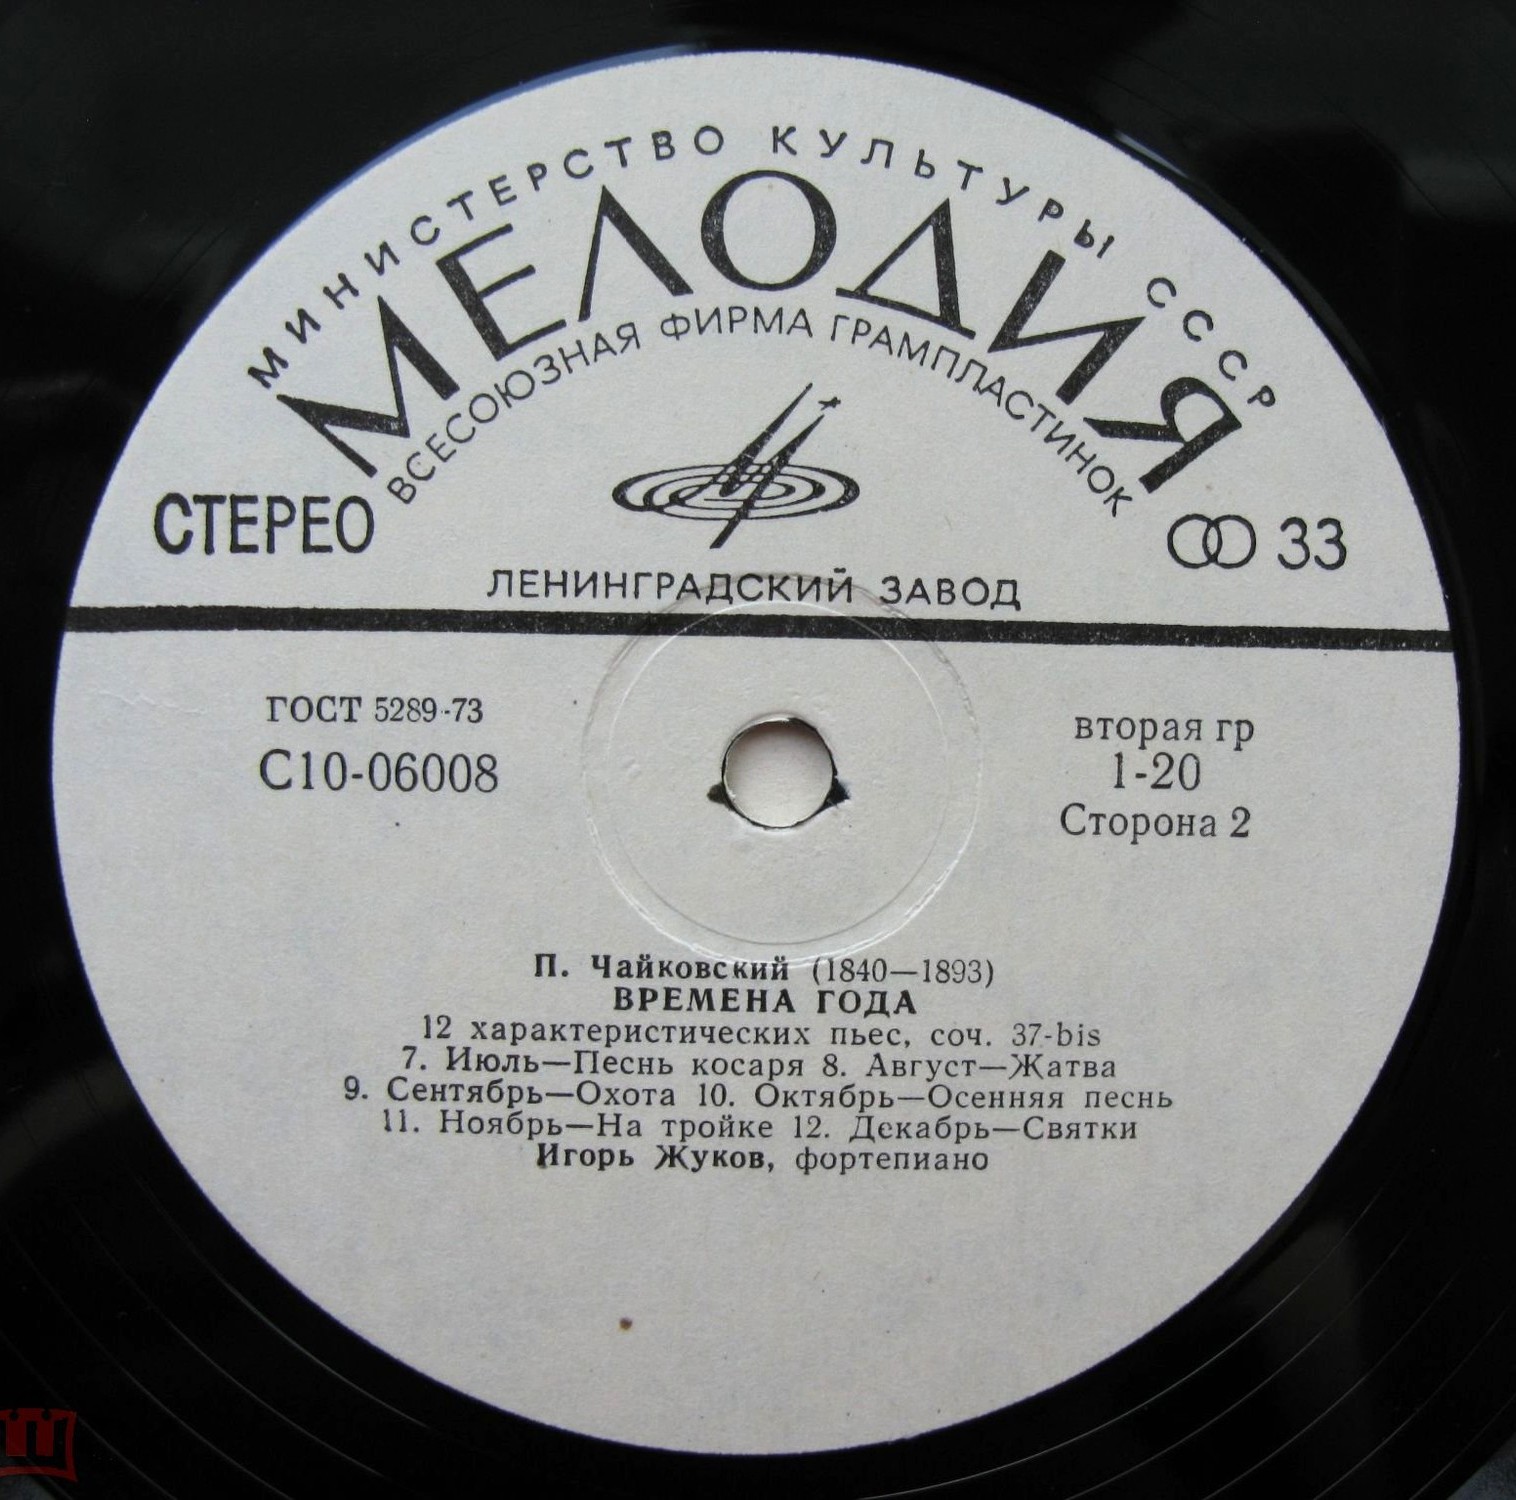 МИНИСТЕРСТВО КУЛЬТУРЫ СССР
МЕЛОДИЯ
ВСЕСОЮЗНАЯ ФИРМА ГРАМПЛАСТИНОК
СТЕРЕО
33
ЛЕНИНГРАДСКИЙ ЗАВОД
ГОСТ 5289-73
С10-06008
вторая гр
1-20
Сторона 2
П. Чайковский (1840—1893)
ВРЕМЕНА ГОДА
12 характеристических пьес, соч. 37-bis
7. Июль—Песнь косаря 8. Август—Жатва
9. Сентябрь—Охота 10. Октябрь—Осенняя песнь
11. Ноябрь—На тройке 12. Декабрь—Святки
Игорь Жуков, фортепиано